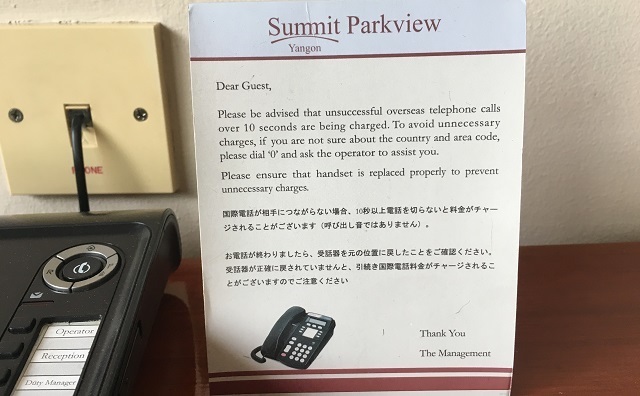 Summit Parkview
Yangon
Dear Guest,
Please be advised that unsuccessful overseas telephone calls
over 10 seconds are being charged. To avoid unnecessary
charges, if you are not sure about the country and area code,
please dial ‘0’ and ask the operator to assist you.
Please ensure that handset is replaced properly to prevent
unnecessary charges.
国際電話が相手につながらない場合、10秒以上電話を切らないと料金がチャー
ジされることがございます（呼び出し音ではありません）。
お電話が終わりましたら、受話器を元の位置に戻したことをご確認ください。
受話器が正確に戻されていませんと、引続き国際電話料金がチャージされるこ
とがございますのでご注意ください
Thank You
The Management
Operator
Reception
Duty Manager